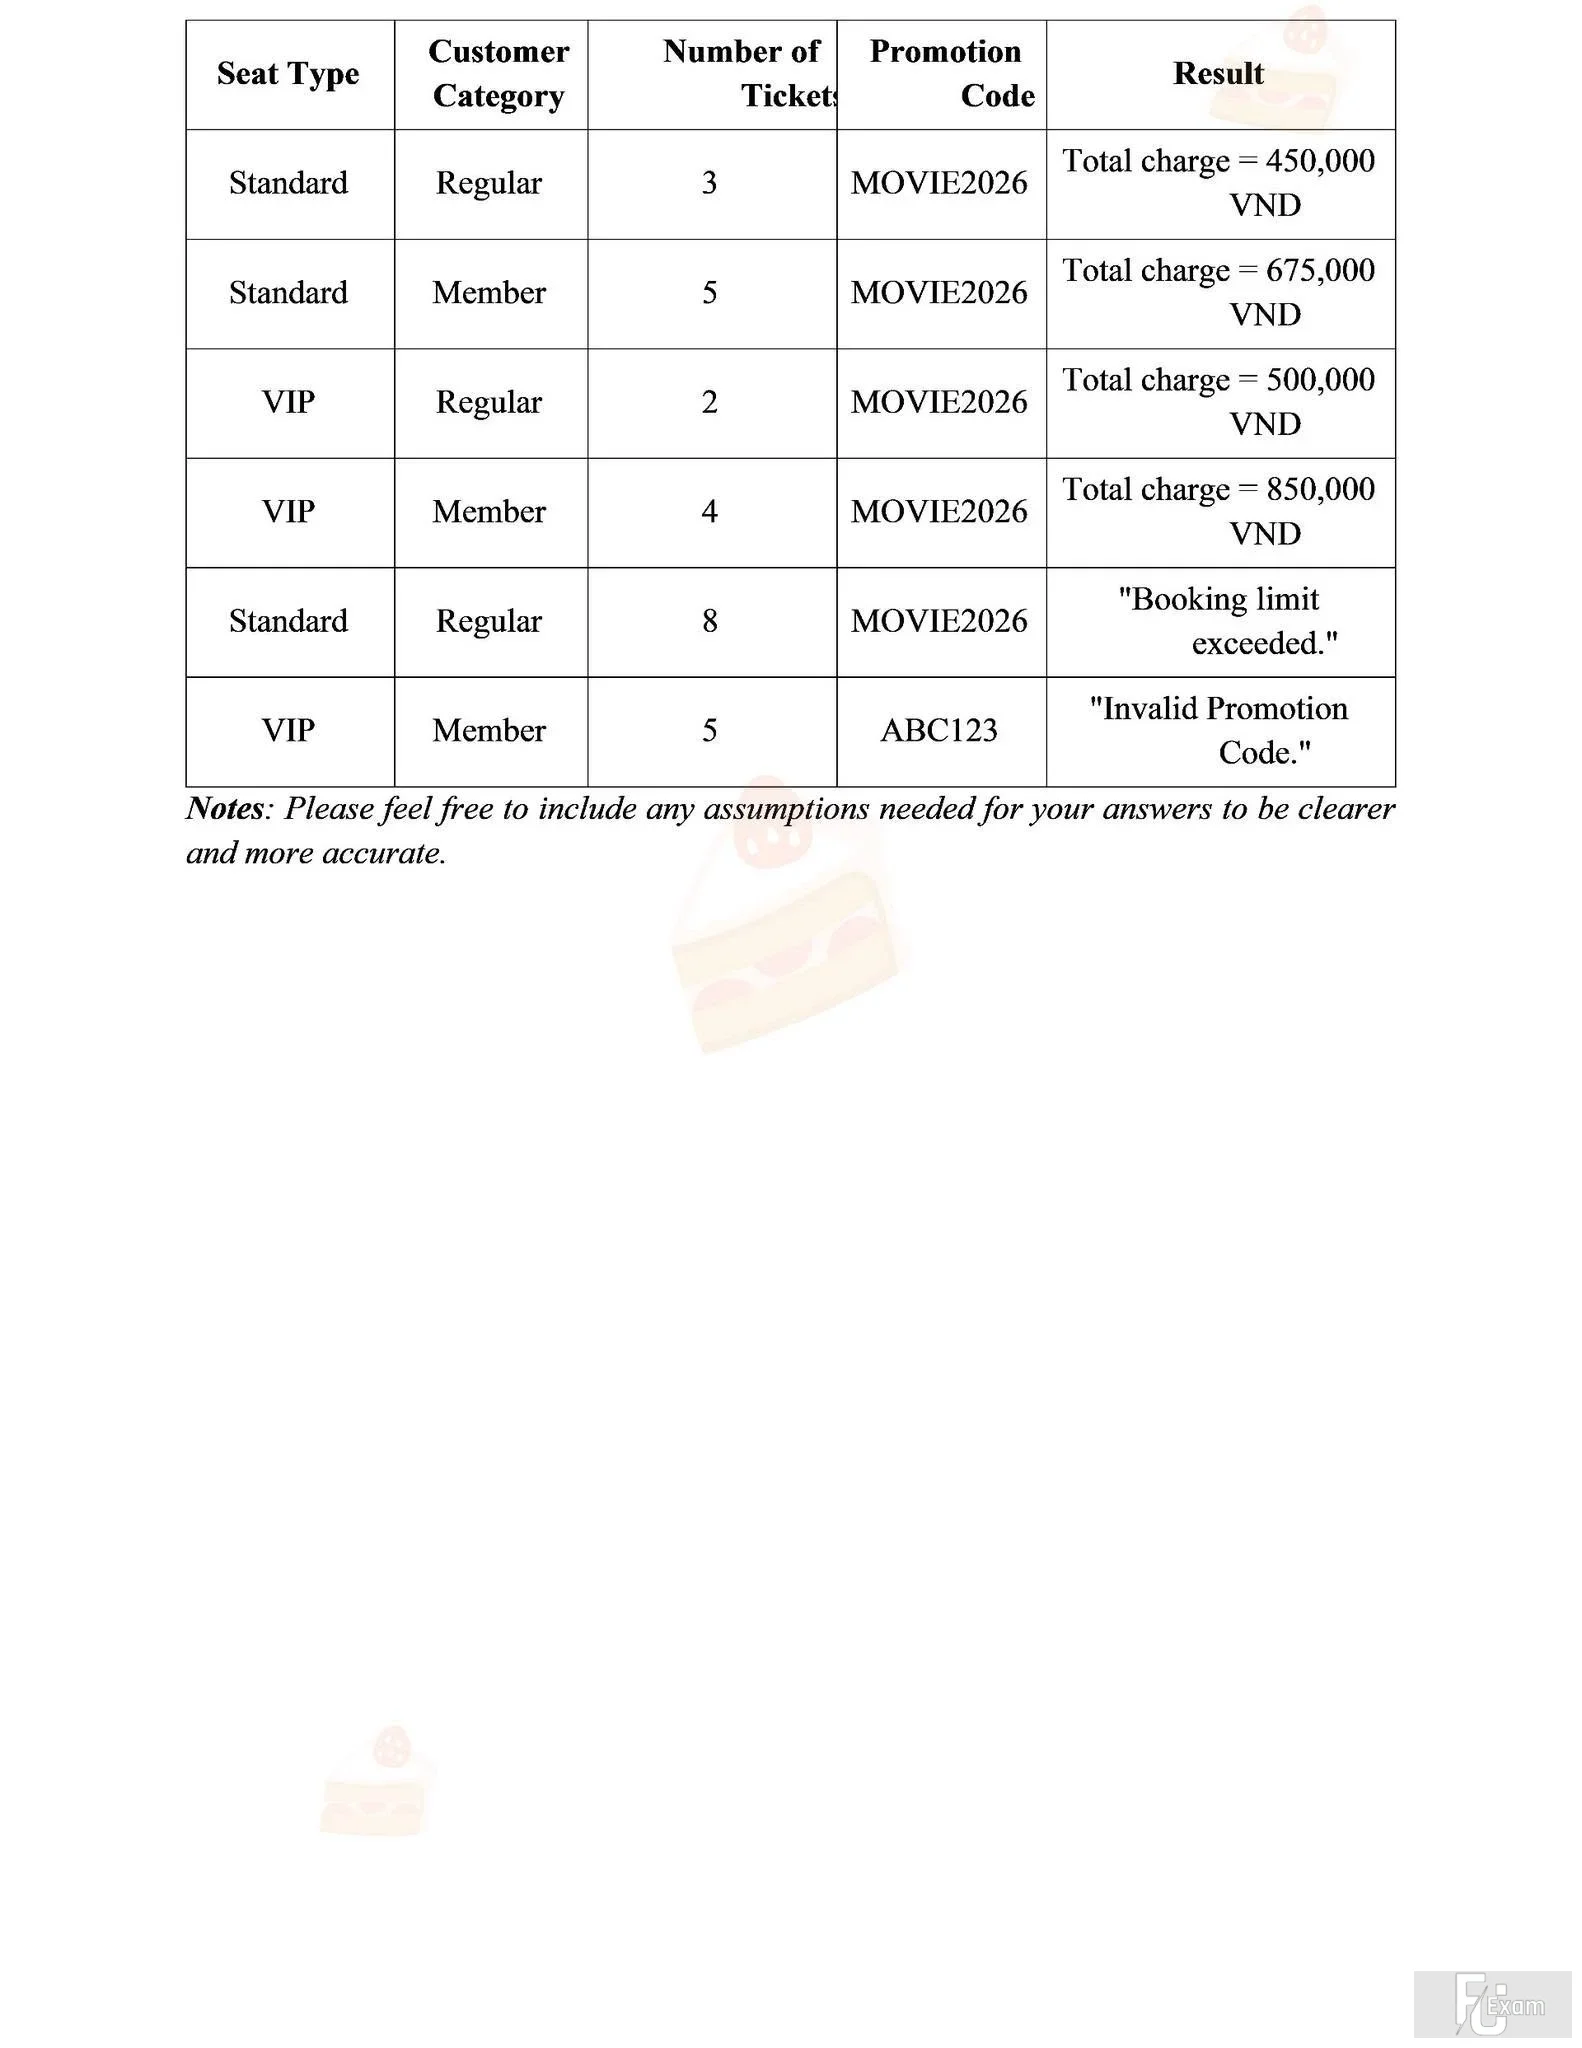 Seat Type | Customer Category | Number of Tickets | Promotion Code | Result
Standard | Regular | 3 | MOVIE2026 | Total charge = 450,000 VND
Standard | Member | 5 | MOVIE2026 | Total charge = 675,000 VND
VIP | Regular | 2 | MOVIE2026 | Total charge = 500,000 VND
VIP | Member | 4 | MOVIE2026 | Total charge = 850,000 VND
Standard | Regular | 8 | MOVIE2026 | "Booking limit exceeded."
VIP | Member | 5 | ABC123 | "Invalid Promotion Code."
Notes: Please feel free to include any assumptions needed for your answers to be clearer
and more accurate.
FU Exam